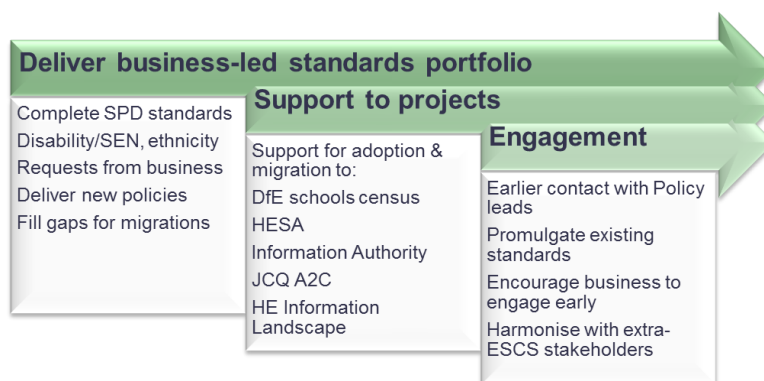 Deliver business-led standards portfolio
Complete SPD standards
Disability/SEN, ethnicity
Requests from business
Deliver new policies
Fill gaps for migrations
Support to projects
Support for adoption &
migration to:
DfE schools census
HESA
Information Authority
JCQ A2C
HE Information
Landscape
Engagement
Earlier contact with Policy
leads
Promulgate existing
standards
Encourage business to
engage early
Harmonise with extra-
ESCS stakeholders